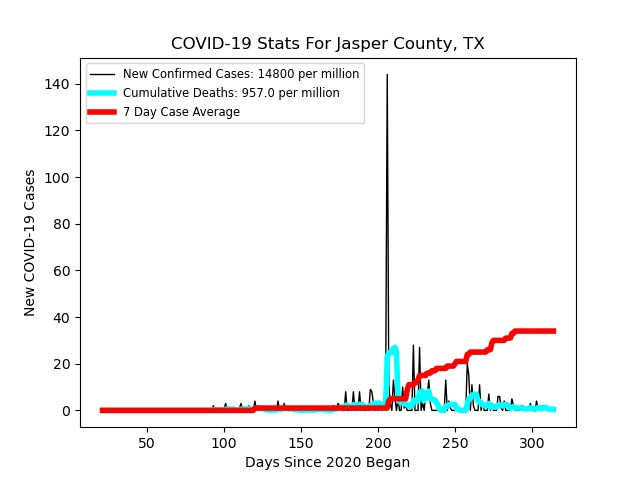 COVID-19 Stats For Jasper County, TX
New Confirmed Cases: 14800 per million
Cumulative Deaths: 957.0 per million
7 Day Case Average
New COVID-19 Cases
140
120
100
80
60
40
20
0
50
100
150
200
250
300
Days Since 2020 Began